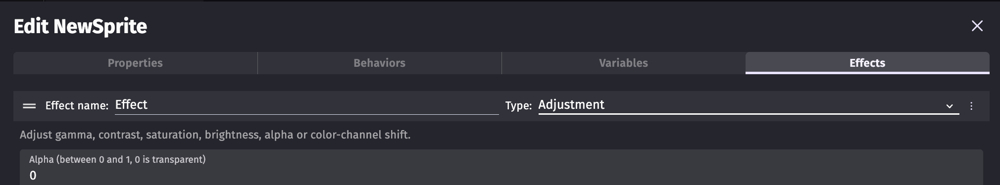 Edit NewSprite
Properties Behaviors Variables Effects
Effect name: Effect Type: Adjustment
Adjust gamma, contrast, saturation, brightness, alpha or color-channel shift.
Alpha (between 0 and 1, 0 is transparent)
0